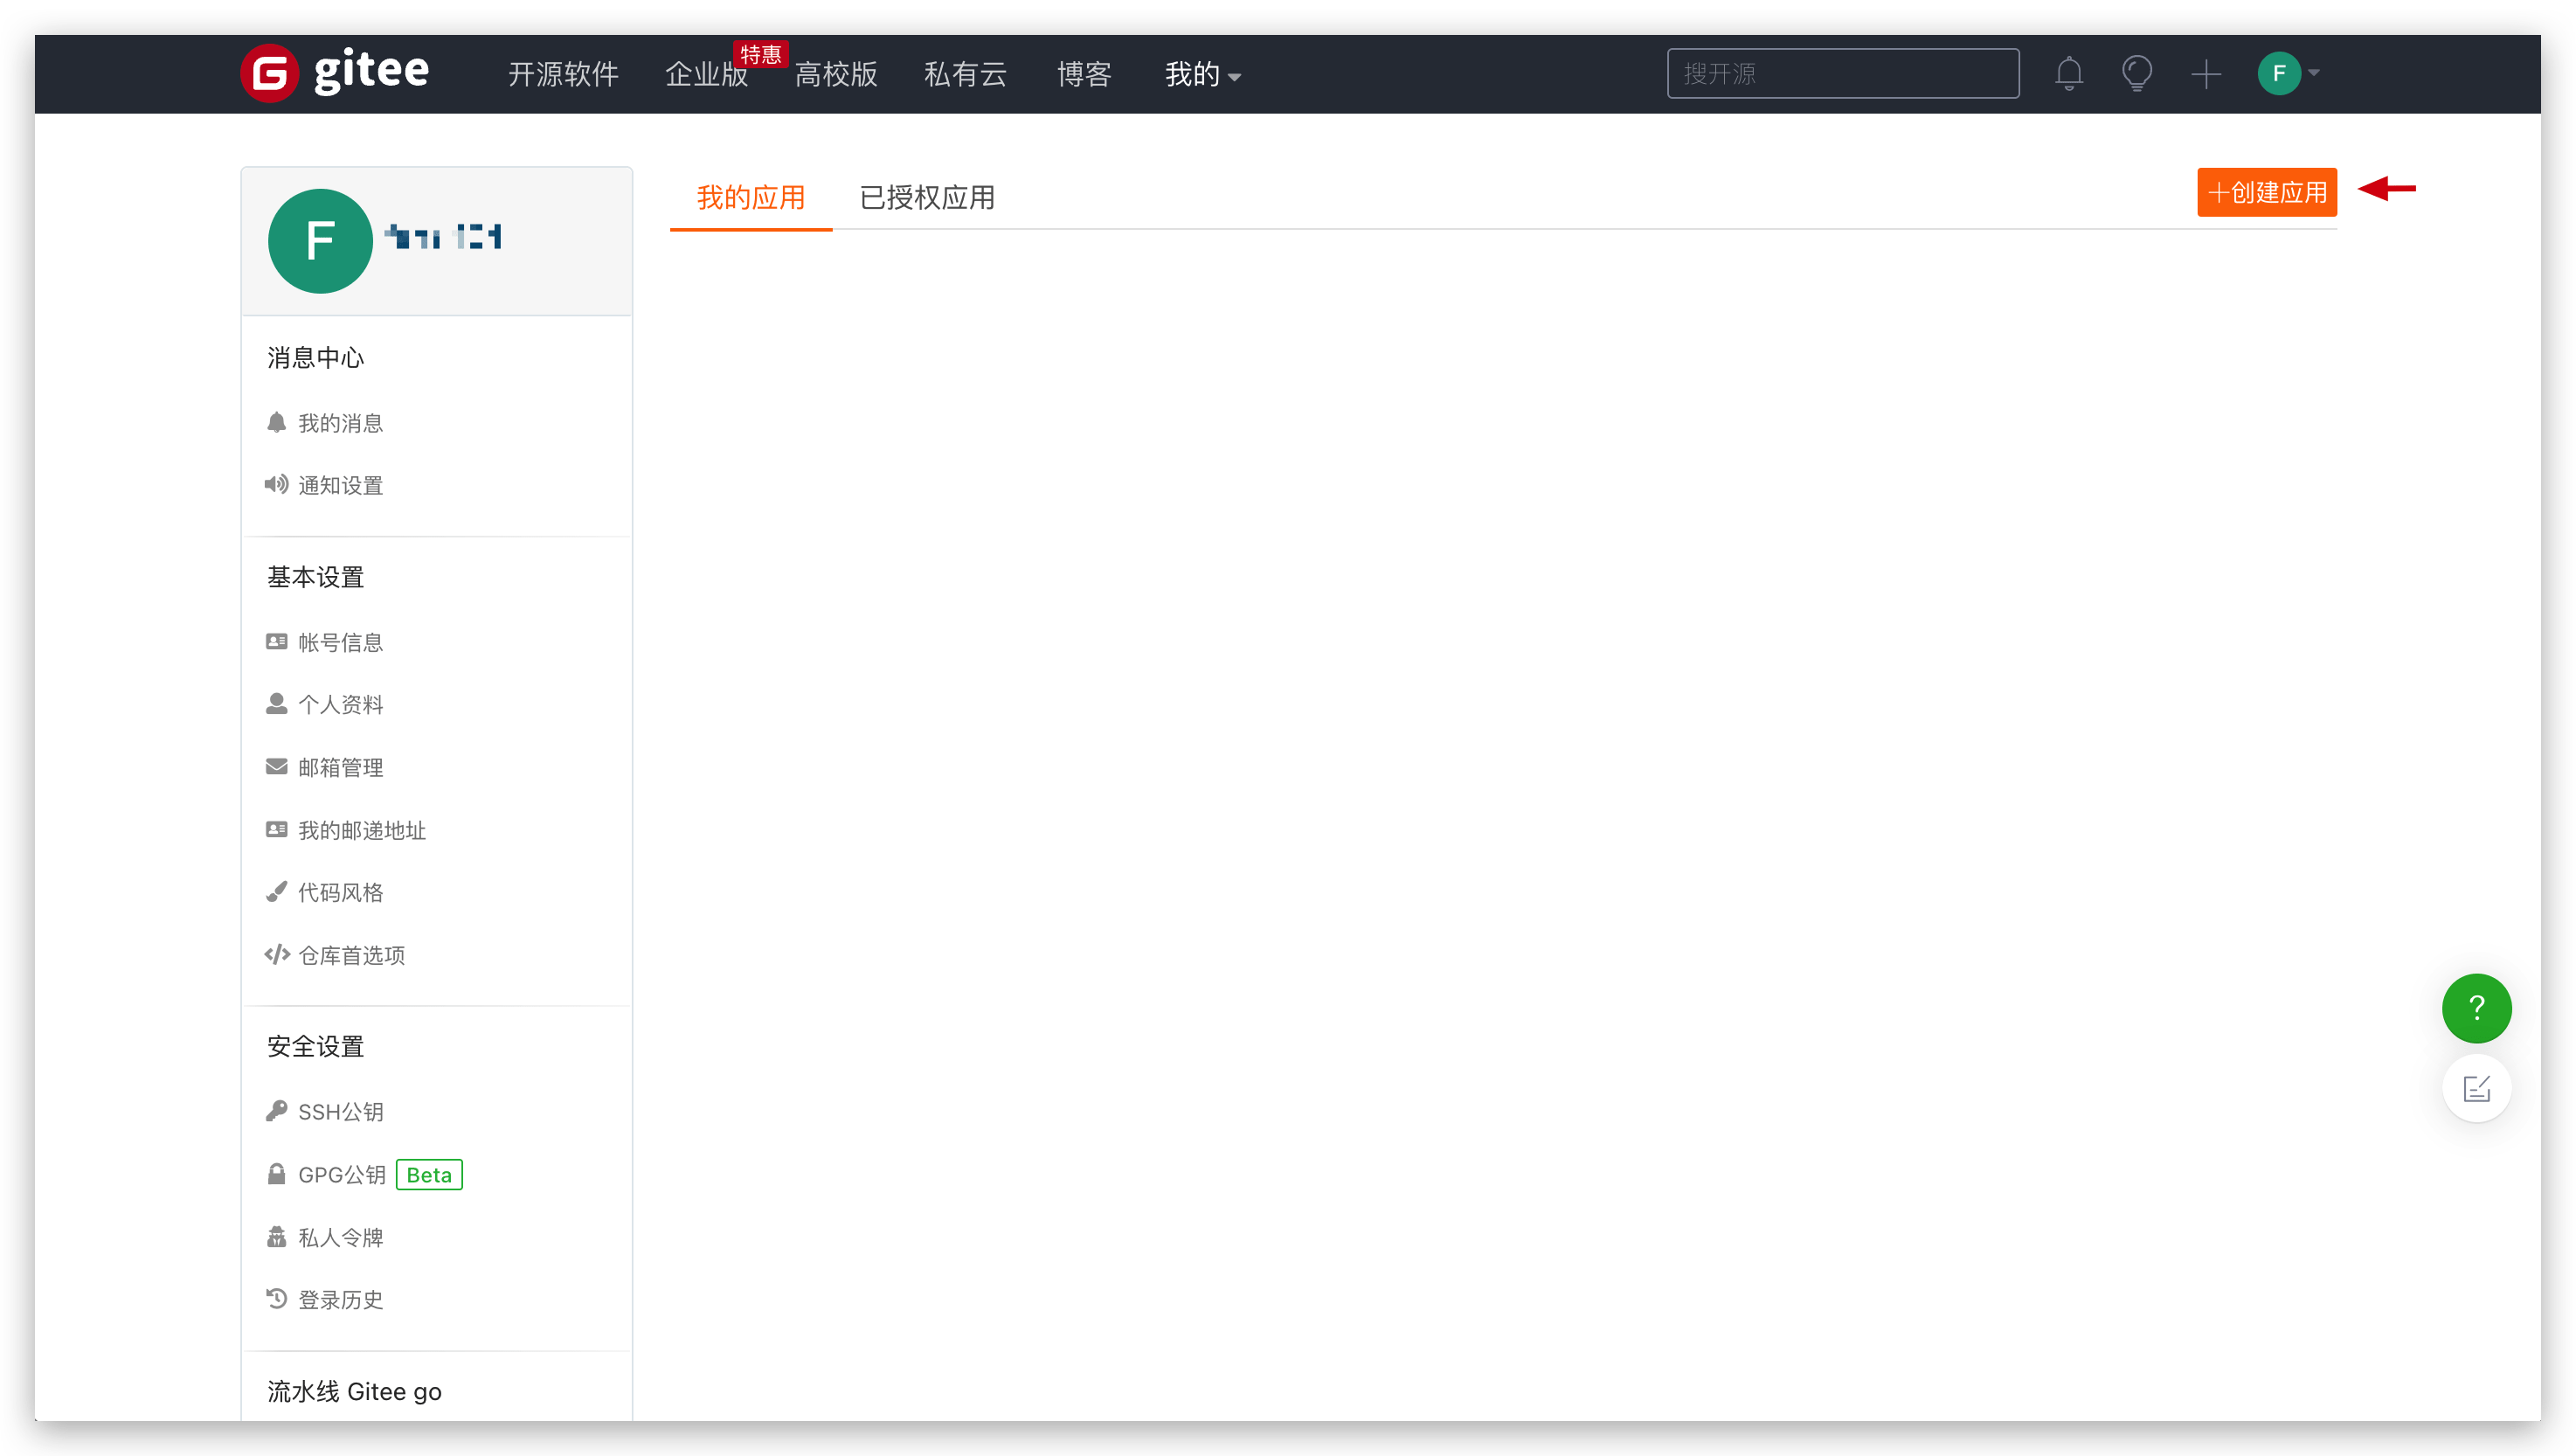 gitee
开源软件 企业版 特惠 高校版 私有云 博客 我的 搜开源 F
F
我的应用 已授权应用 +创建应用
消息中心
我的消息
通知设置
基本设置
帐号信息
个人资料
邮箱管理
我的邮递地址
代码风格
仓库首选项
安全设置
SSH公钥
GPG公钥 Beta
私人令牌
登录历史
流水线 Gitee go
?